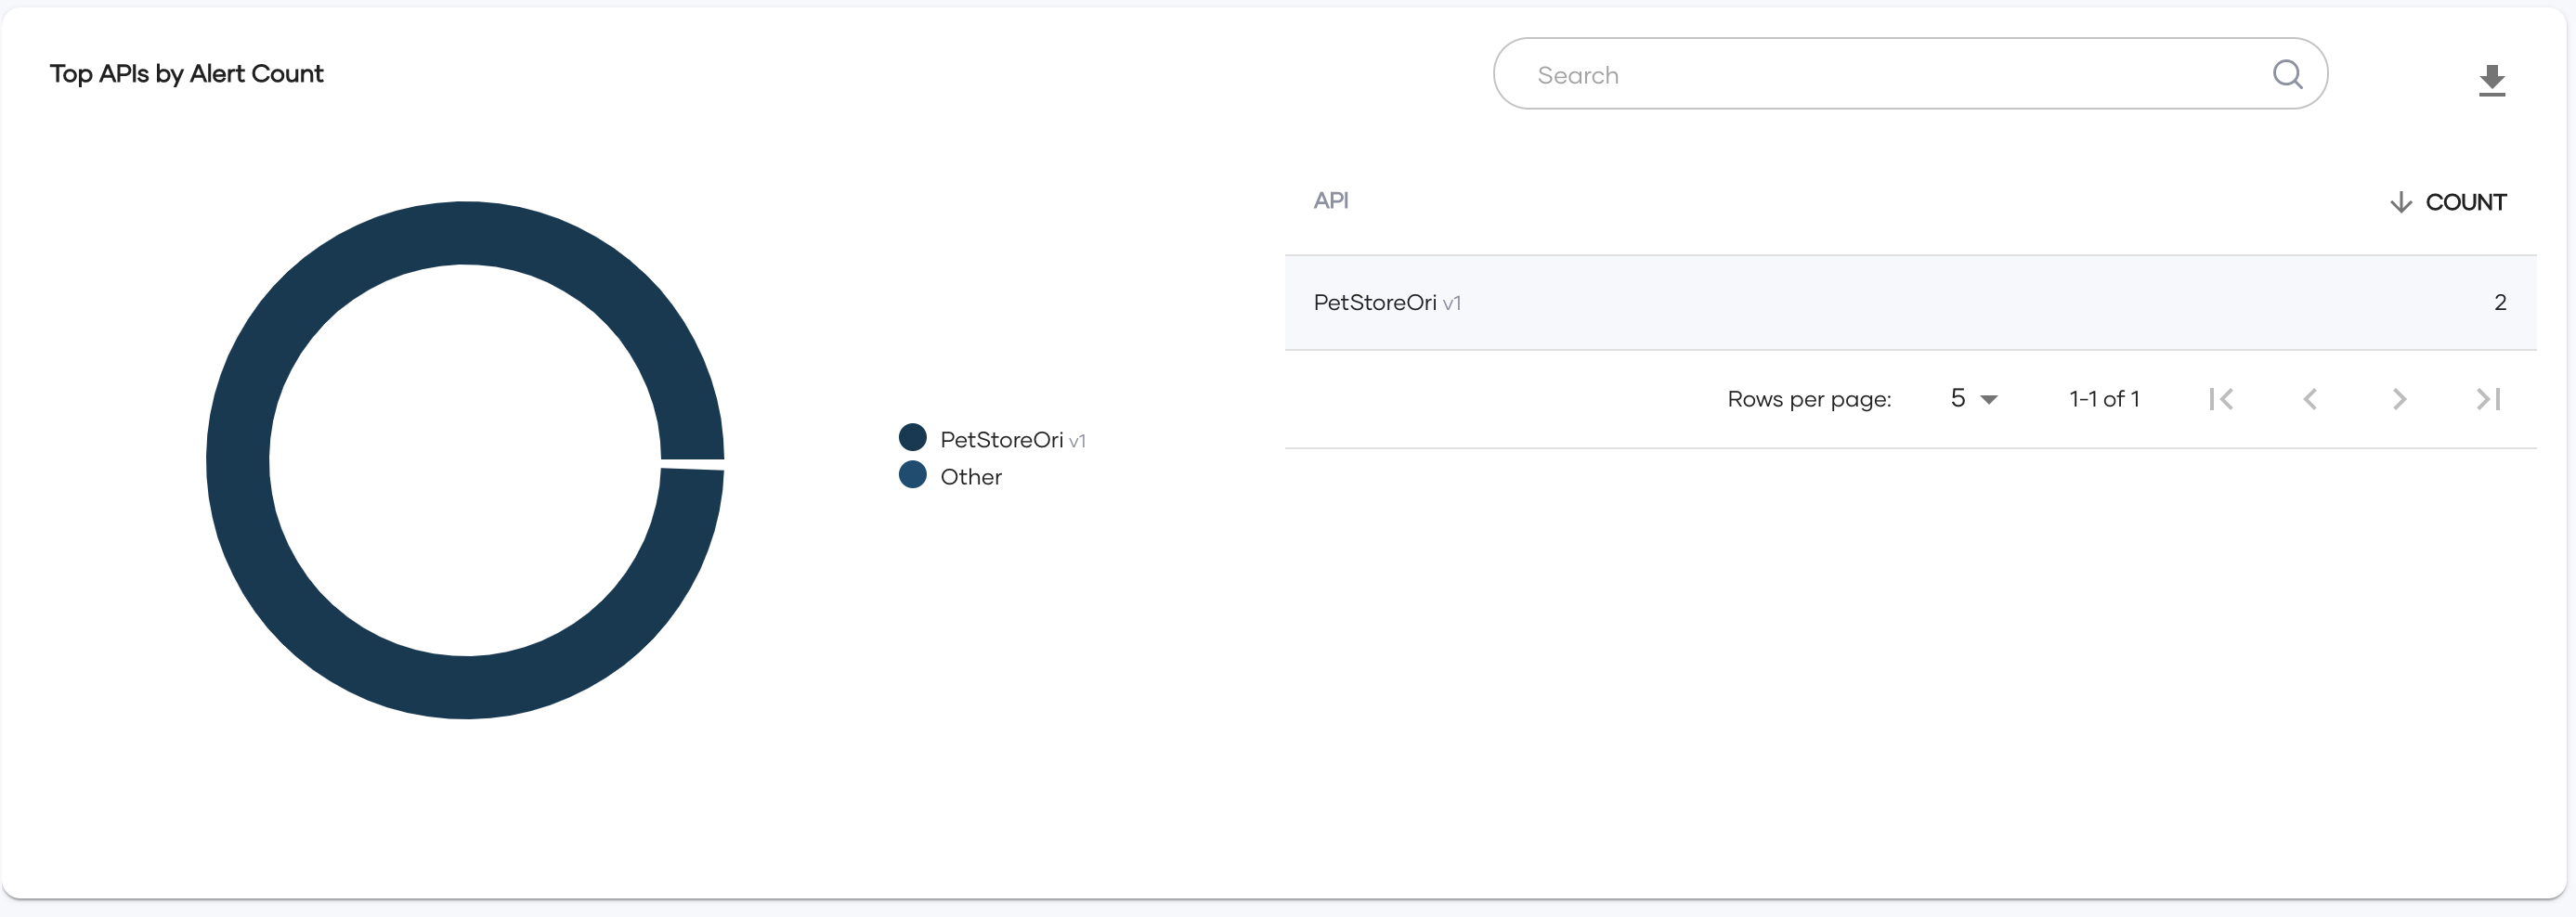 Top APIs by Alert Count
Search
API
COUNT
PetStoreOri v1
2
Rows per page:
5
1-1 of 1
PetStoreOri v1
Other